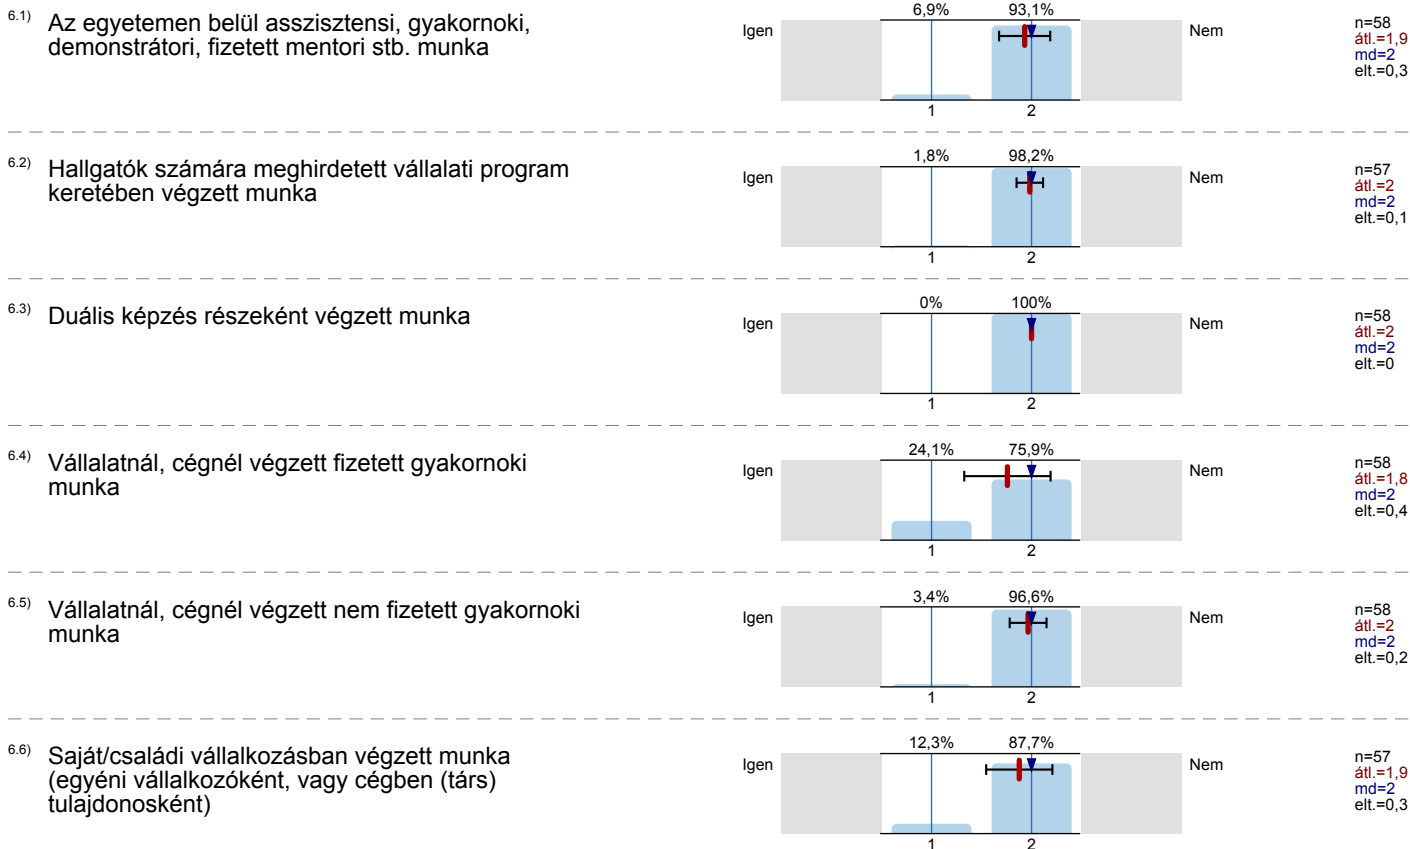 6.1) Az egyetemen belül asszisztensi, gyakornoki,
demonstrátori, fizetett mentori stb. munka
6,9% 93,1%
Igen
Nem
1 2
n=58
átl.=1,9
md=2
elt.=0,3
6.2) Hallgatók számára meghirdetett vállalati program
keretében végzett munka
1,8% 98,2%
Igen
Nem
1 2
n=57
átl.=2
md=2
elt.=0,1
6.3) Duális képzés részeként végzett munka
0% 100%
Igen
Nem
1 2
n=58
átl.=2
md=2
elt.=0
6.4) Vállalatnál, cégnél végzett fizetett gyakornoki
munka
24,1% 75,9%
Igen
Nem
1 2
n=58
átl.=1,8
md=2
elt.=0,4
6.5) Vállalatnál, cégnél végzett nem fizetett gyakornoki
munka
3,4% 96,6%
Igen
Nem
1 2
n=58
átl.=2
md=2
elt.=0,2
6.6) Saját/családi vállalkozásban végzett munka
(egyéni vállalkozóként, vagy cégben (társ)
tulajdonosként)
12,3% 87,7%
Igen
Nem
1 2
n=57
átl.=1,9
md=2
elt.=0,3